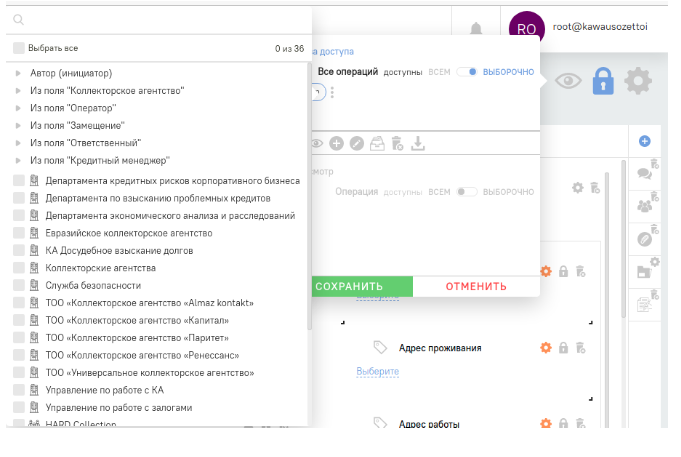 RO
root@kawausozettoi
Выбрать все
0 из 36
а доступа
Автор (инициатор)
Все операций доступны ВСЕМ ВЫБОРОЧНО
Из поля "Коллекторское агентство"
Из поля "Оператор"
Из поля "Замещение"
Из поля "Ответственный"
Из поля "Кредитный менеджер"
мотр
Департамента кредитных рисков корпоративного бизнеса
Операция доступны ВСЕМ ВЫБОРОЧНО
Департамента по взысканию проблемных кредитов
Департамента экономического анализа и расследований
Евразийское коллекторское агентство
КА Досудебное взыскание долгов
Коллекторские агентства
Служба безопасности
СОХРАНИТЬ
ОТМЕНИТЬ
Выберите
ТОО «Коллекторское агентство «Almaz kontakt»
ТОО «Коллекторское агентство «Капитал»
ТОО «Коллекторское агентство «Паритет»
Адрес проживания
ТОО «Коллекторское агентство «Ренессанс»
ТОО «Универсальное коллекторское агентство»
Выберите
Управление по работе с КА
Управление по работе с залогами
HARD Collection
Адрес работы